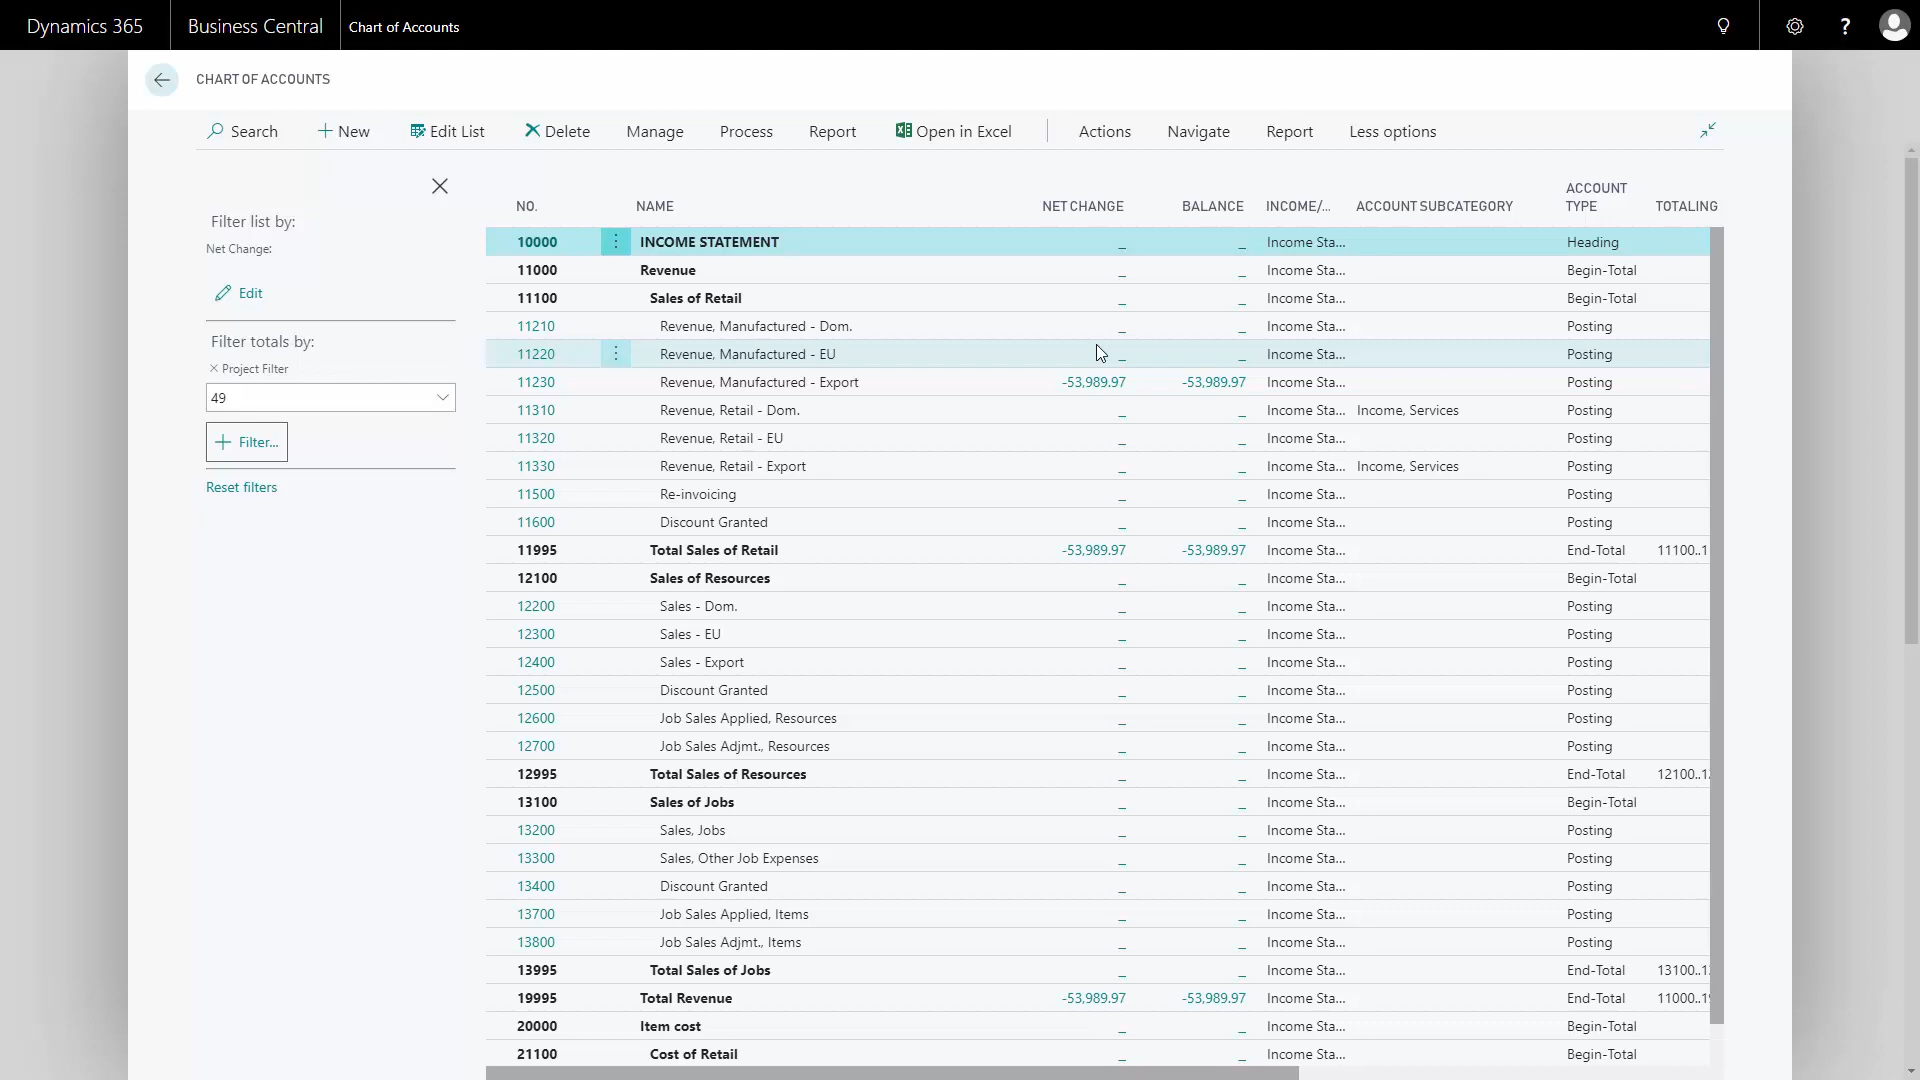 Dynamics 365 Business Central Chart of Accounts ?
CHART OF ACCOUNTS
Search New Edit List Delete Manage Process Report Open in Excel Actions Navigate Report Less options
Filter list by:
Net Change:
Edit
Filter totals by:
× Project Filter
49
Filter...
Reset filters
NO. NAME NET CHANGE BALANCE INCOME/... ACCOUNT SUBCATEGORY ACCOUNT TYPE TOTALING
10000 INCOME STATEMENT _ _ Income Sta... Heading
11000 Revenue _ _ Income Sta... Begin-Total
11100 Sales of Retail _ _ Income Sta... Begin-Total
11210 Revenue, Manufactured - Dom. _ _ Income Sta... Posting
11220 Revenue, Manufactured - EU _ _ Income Sta... Posting
11230 Revenue, Manufactured - Export -53,989.97 -53,989.97 Income Sta... Posting
11310 Revenue, Retail - Dom. _ _ Income Sta... Income, Services Posting
11320 Revenue, Retail - EU _ _ Income Sta... Posting
11330 Revenue, Retail - Export _ _ Income Sta... Income, Services Posting
11500 Re-invoicing _ _ Income Sta... Posting
11600 Discount Granted _ _ Income Sta... Posting
11995 Total Sales of Retail -53,989.97 -53,989.97 Income Sta... End-Total 11100..1
12100 Sales of Resources _ _ Income Sta... Begin-Total
12200 Sales - Dom. _ _ Income Sta... Posting
12300 Sales - EU _ _ Income Sta... Posting
12400 Sales - Export _ _ Income Sta... Posting
12500 Discount Granted _ _ Income Sta... Posting
12600 Job Sales Applied, Resources _ _ Income Sta... Posting
12700 Job Sales Adjmt., Resources _ _ Income Sta... Posting
12995 Total Sales of Resources _ _ Income Sta... End-Total 12100..1
13100 Sales of Jobs _ _ Income Sta... Begin-Total
13200 Sales, Jobs _ _ Income Sta... Posting
13300 Sales, Other Job Expenses _ _ Income Sta... Posting
13400 Discount Granted _ _ Income Sta... Posting
13700 Job Sales Applied, Items _ _ Income Sta... Posting
13800 Job Sales Adjmt., Items _ _ Income Sta... Posting
13995 Total Sales of Jobs _ _ Income Sta... End-Total 13100..1
19995 Total Revenue -53,989.97 -53,989.97 Income Sta... End-Total 11000..1
20000 Item cost _ _ Income Sta... Begin-Total
21100 Cost of Retail _ _ Income Sta... Begin-Total